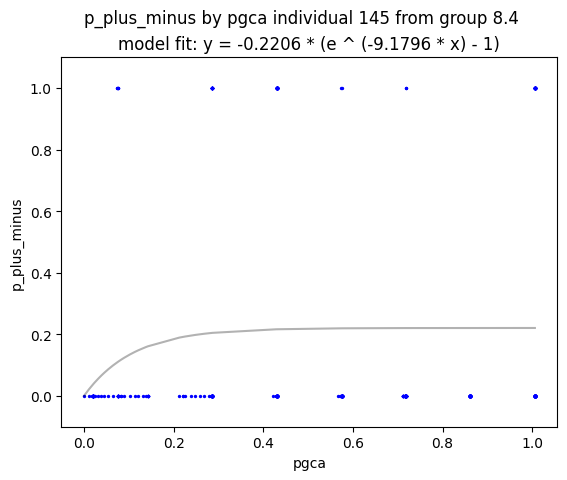 p_plus_minus by pgca individual 145 from group 8.4
model fit: y = -0.2206 * (e ^ (-9.1796 * x) - 1)
1.0
0.8
0.6
0.4
0.2
0.0
p_plus_minus
0.0 0.2 0.4 0.6 0.8 1.0
pgca